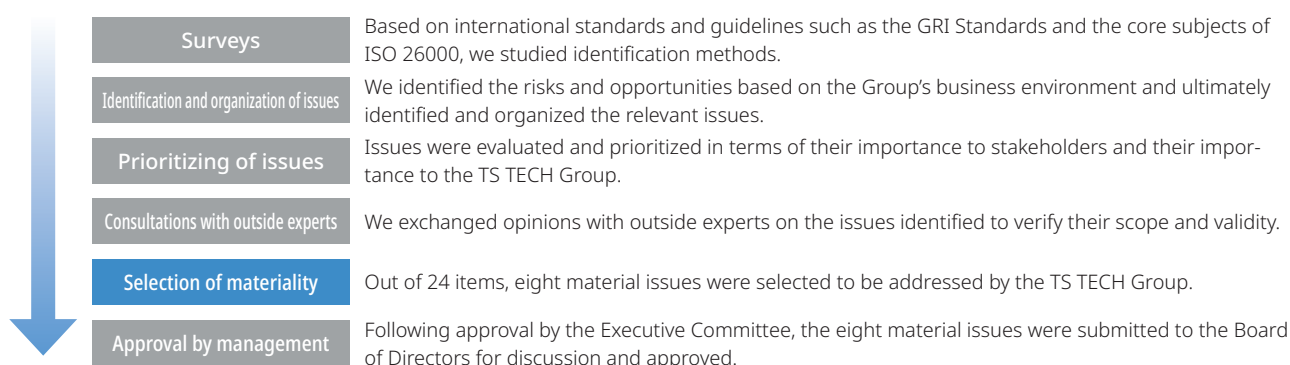 Surveys
Based on international standards and guidelines such as the GRI Standards and the core subjects of
ISO 26000, we studied identification methods.
Identification and organization of issues
We identified the risks and opportunities based on the Group’s business environment and ultimately
identified and organized the relevant issues.
Prioritizing of issues
Issues were evaluated and prioritized in terms of their importance to stakeholders and their impor-
tance to the TS TECH Group.
Consultations with outside experts
We exchanged opinions with outside experts on the issues identified to verify their scope and validity.
Selection of materiality
Out of 24 items, eight material issues were selected to be addressed by the TS TECH Group.
Approval by management
Following approval by the Executive Committee, the eight material issues were submitted to the Board
of Directors for discussion and approved.